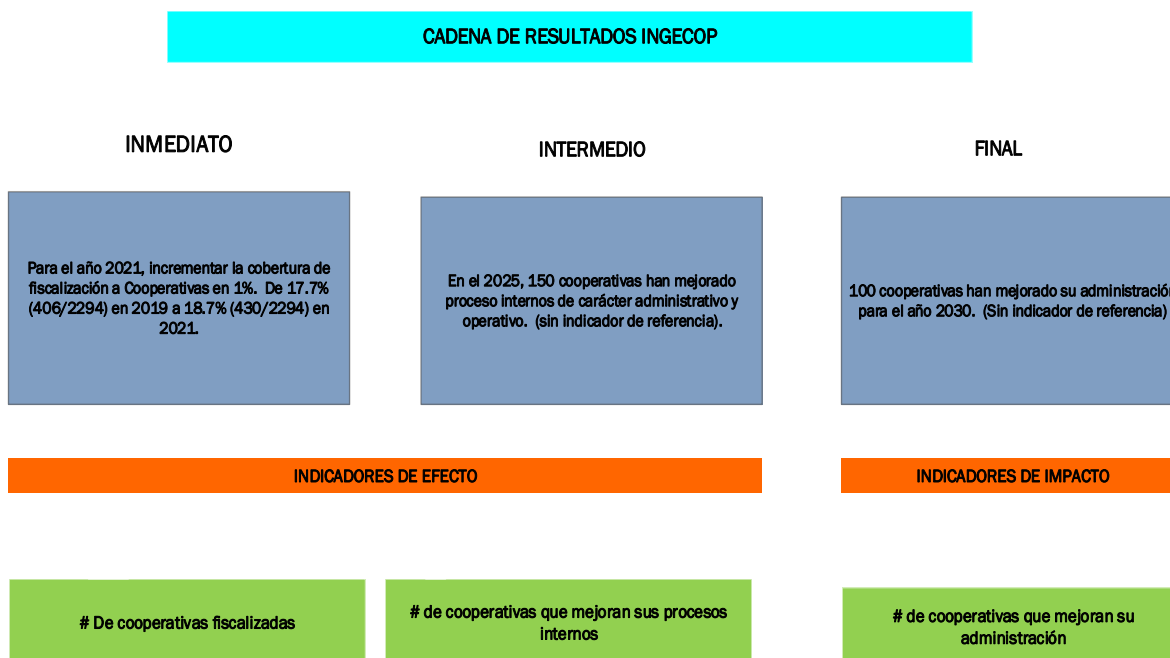 CADENA DE RESULTADOS INGECOP
INMEDIATO
INTERMEDIO
FINAL
Para el año 2021, incrementar la cobertura de
fiscalización a Cooperativas en 1%. De 17.7%
(406/2294) en 2019 a 18.7% (430/2294) en
2021.
En el 2025, 150 cooperativas han mejorado
proceso internos de carácter administrativo y
operativo. (sin indicador de referencia).
100 cooperativas han mejorado su administración
para el año 2030. (Sin indicador de referencia)
INDICADORES DE EFECTO
INDICADORES DE IMPACTO
# De cooperativas fiscalizadas
# de cooperativas que mejoran sus procesos
internos
# de cooperativas que mejoran su
administración